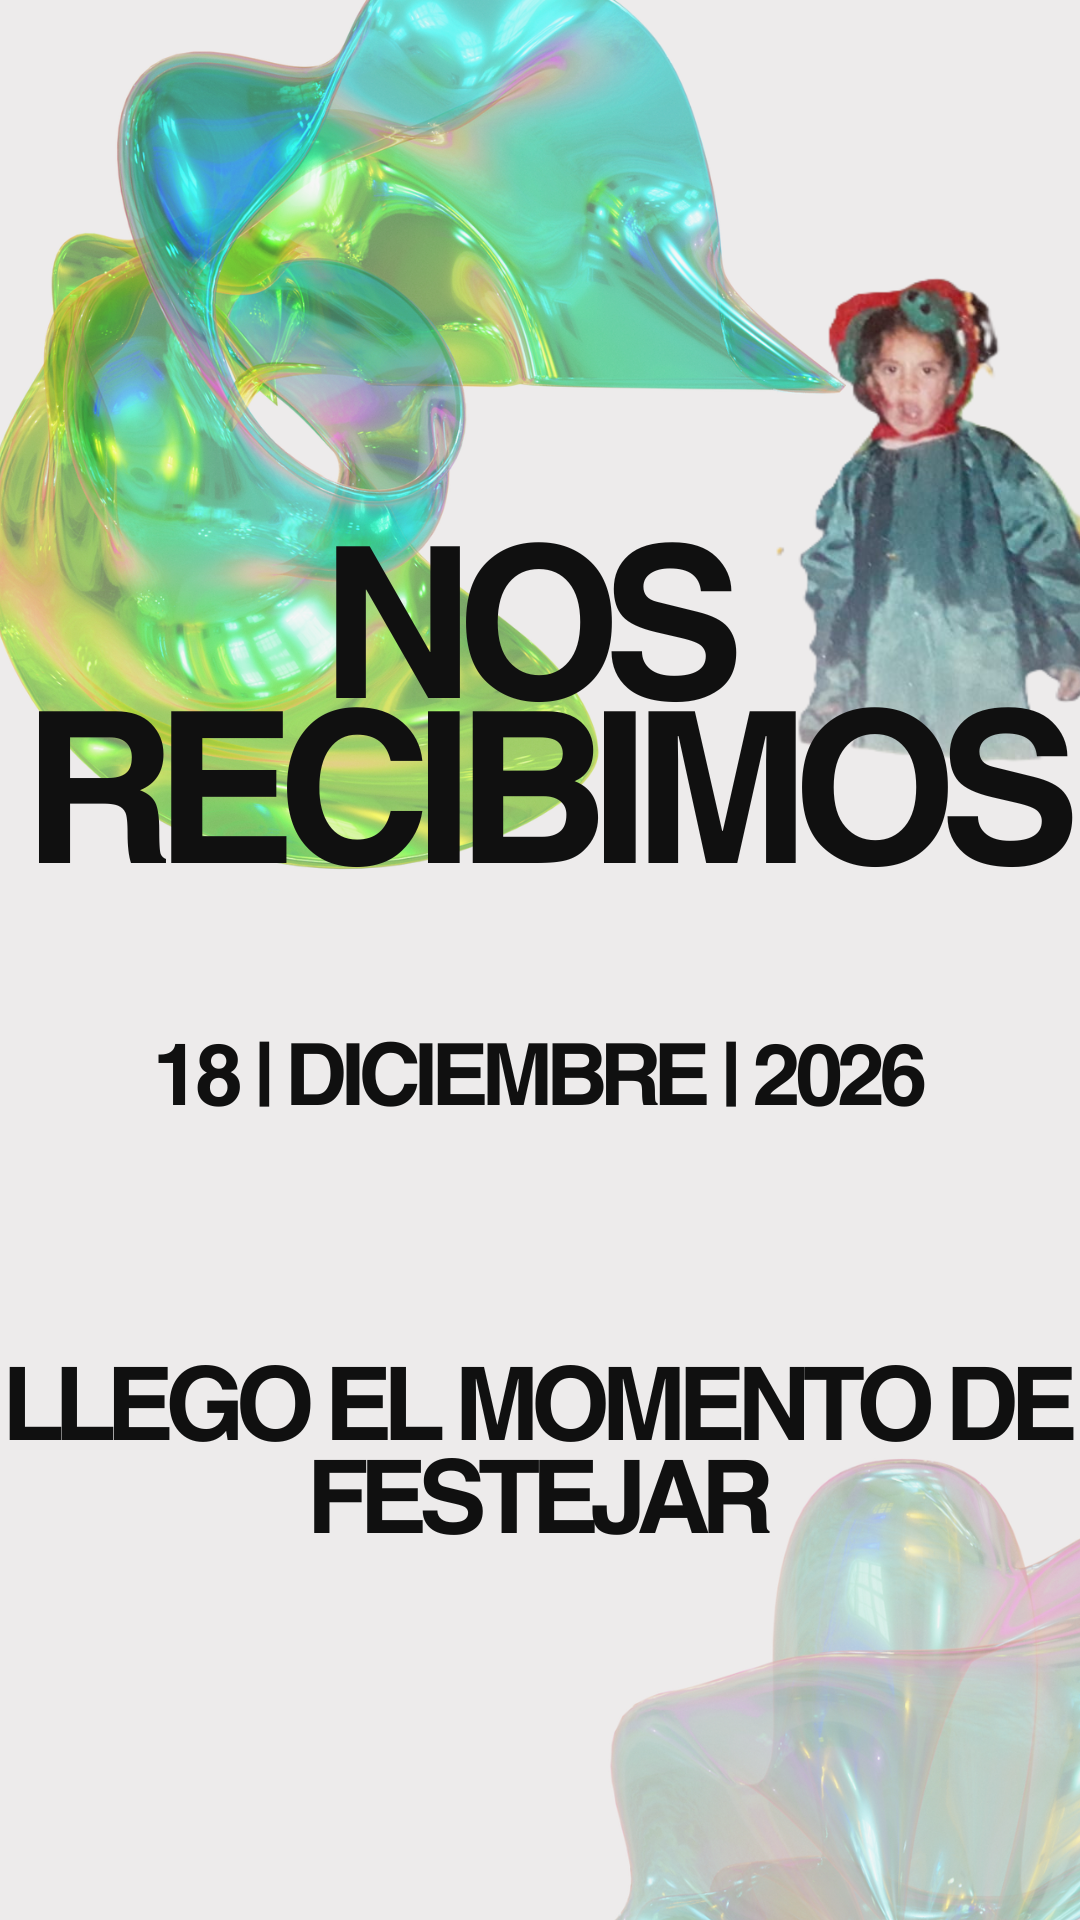 NOS
RECIBIMOS
18 | DICIEMBRE | 2026
LLEGO EL MOMENTO DE
FESTEJAR